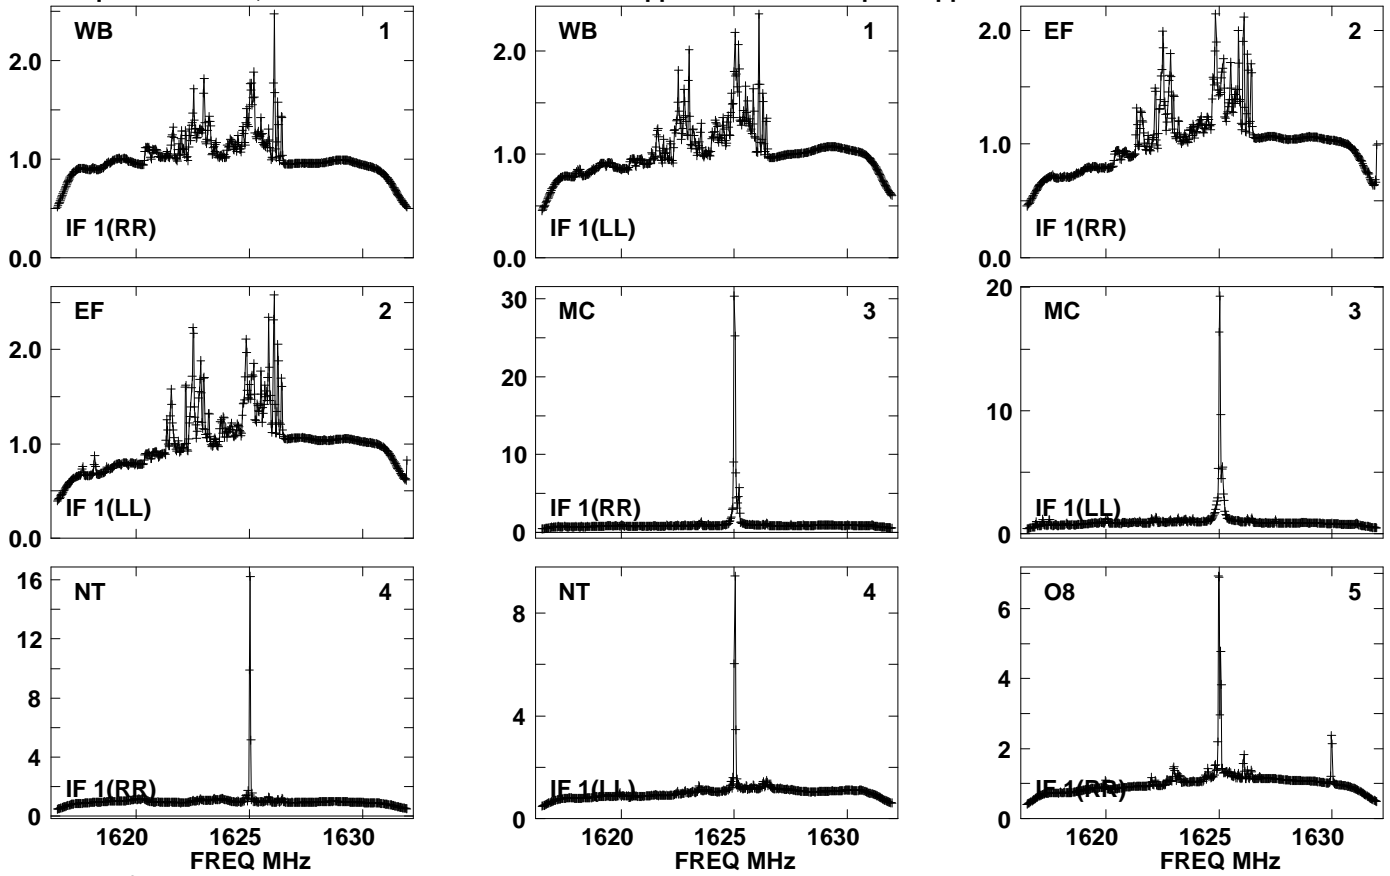 WB 1 WB 1 EF 2
2.0 2.0 2.0
1.0 1.0 1.0
IF 1(RR) IF 1(LL) IF 1(RR)
0.0 0.0 0.0
EF 2 MC 3 MC 3
30 20
2.0 20
1.0 10 10
IF 1(LL) IF 1(RR) IF 1(LL)
0.0 0 0
NT 4 NT 4 O8 5
16 8 6
12
8 4 4
4 2
IF 1(RR) IF 1(LL) IF 1(RR)
0 0 0
1620 1625 1630 1620 1625 1630 1620 1625 1630
FREQ MHz FREQ MHz FREQ MHz